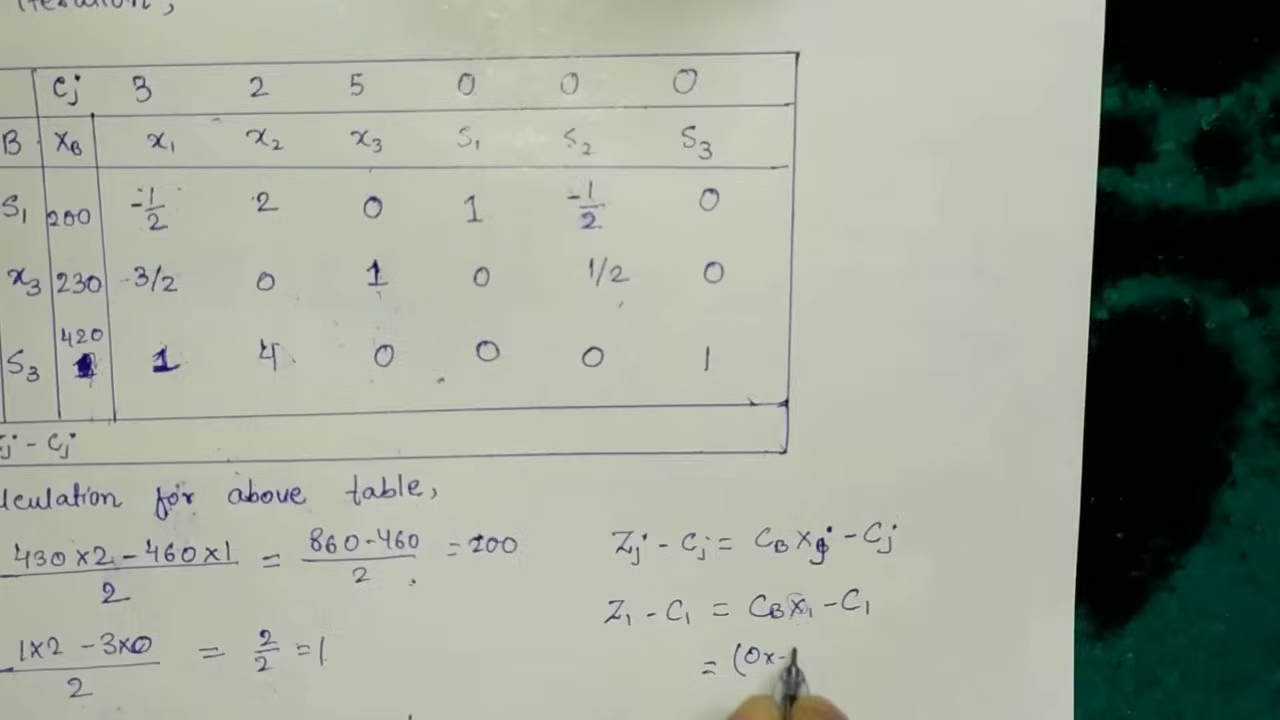 Cj 3 2 5 0 0 0
B XB x1 x2 x3 S1 S2 S3
S1 200 -1/2 2 0 1 -1/2 0
x3 230 3/2 0 1 0 1/2 0
S3 420 1 4 0 0 0 1
j - Cj
lculation for above table,
430×2 - 460×1 / 2 = 860-460 / 2 = 200
Zj - Cj = CB Xj - Cj
Z1 - C1 = CB X1 - C1
1×2 - 3×0 / 2 = 2/2 = 1
= (0×-